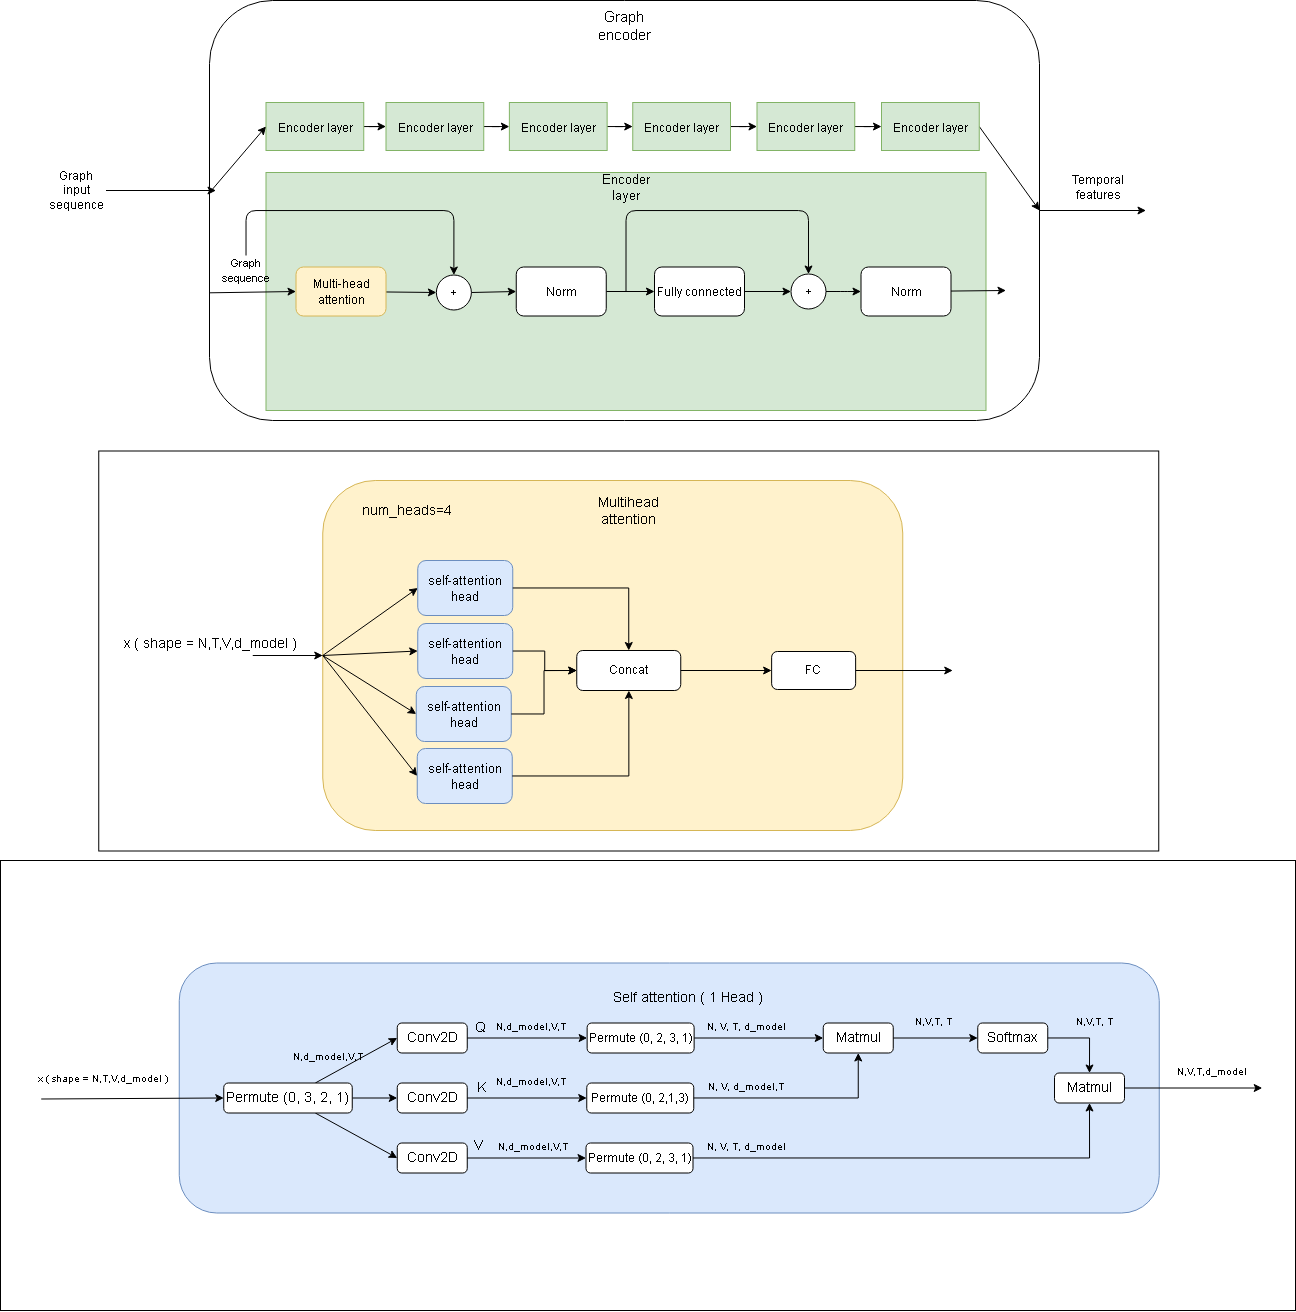 Graph
encoder
Encoder layer
Encoder layer
Encoder layer
Encoder layer
Encoder layer
Encoder layer
Graph
input
sequence
Temporal
features
Encoder
layer
Graph
sequence
Multi-head
attention
+
Norm
Fully connected
+
Norm
num_heads=4
Multihead
attention
self-attention
head
self-attention
head
self-attention
head
self-attention
head
x ( shape = N,T,V,d_model )
Concat
FC
Self attention ( 1 Head )
x ( shape = N,T,V,d_model )
Permute (0, 3, 2, 1)
N,d_model,V,T
Conv2D
Q
N,d_model,V,T
Permute (0, 2, 3, 1)
N, V, T, d_model
Matmul
N,V,T, T
Softmax
N,V,T, T
Conv2D
K
N,d_model,V,T
Permute (0, 2,1,3)
N, V, d_model,T
Matmul
N,V,T,d_model
Conv2D
V
N,d_model,V,T
Permute (0, 2, 3, 1)
N, V, T, d_model